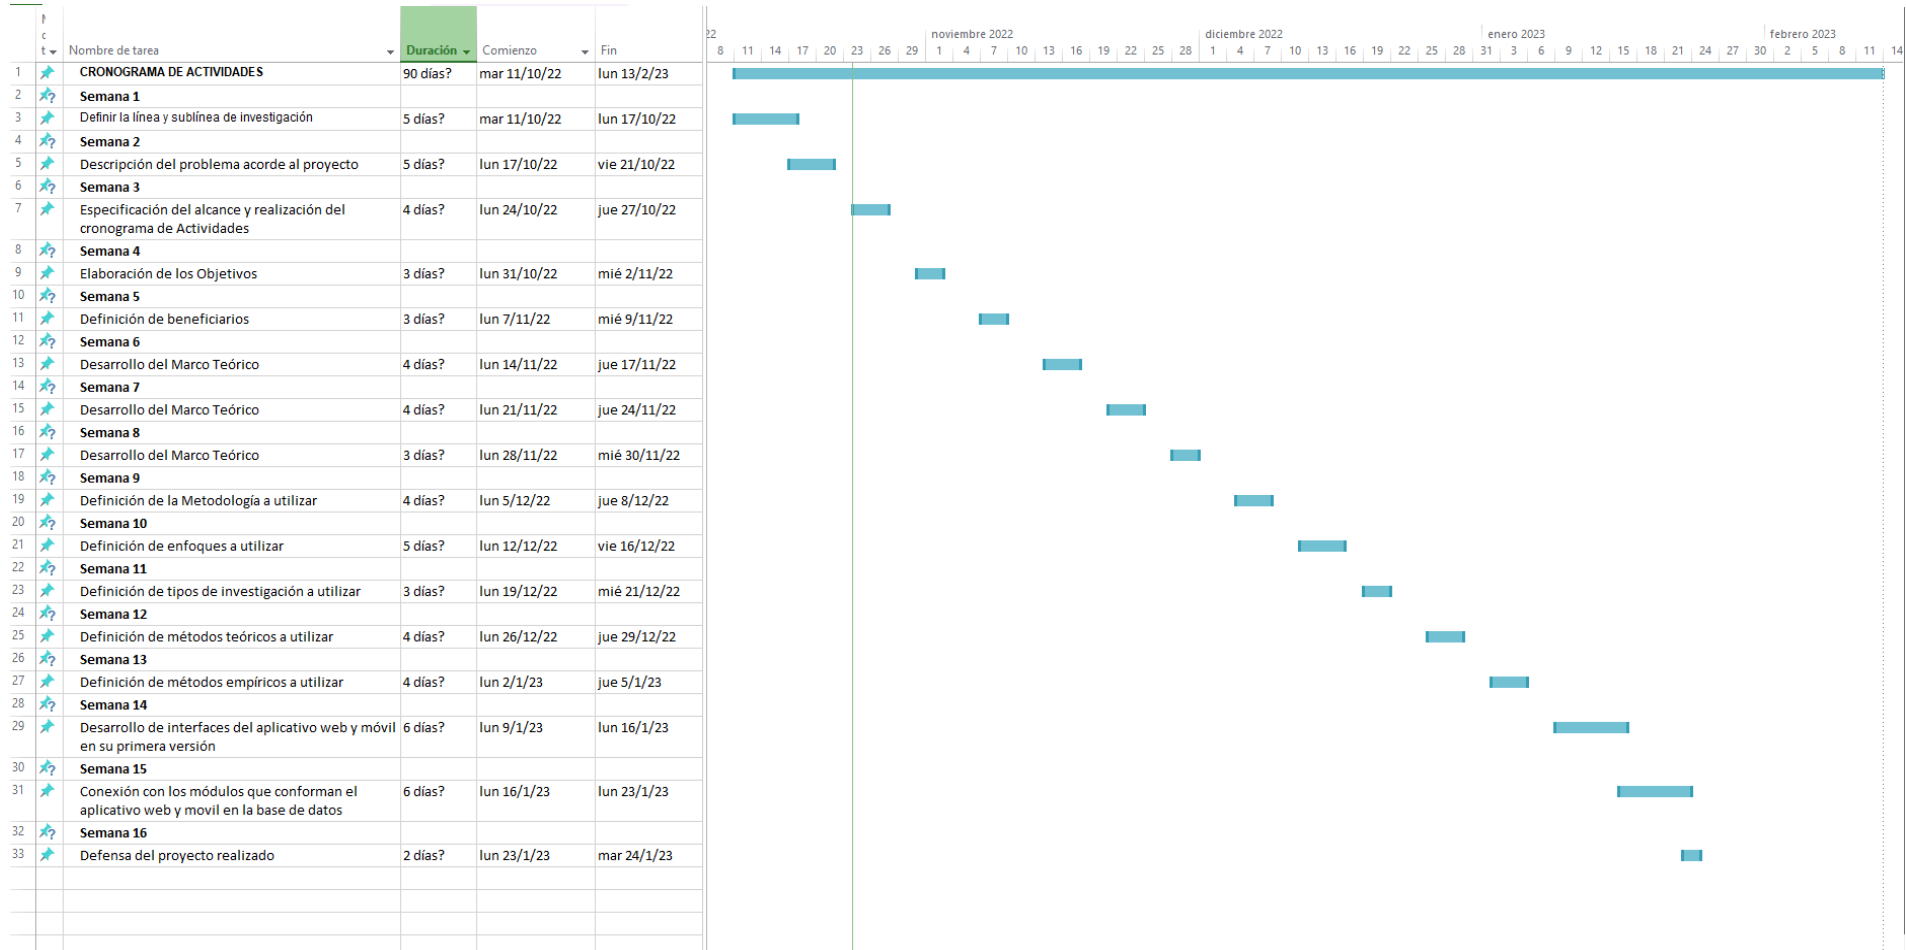 22
noviembre 2022 diciembre 2022 enero 2023 febrero 2023
M
c
t Nombre de tarea Duración Comienzo Fin
8 11 14 17 20 23 26 29 1 4 7 10 13 16 19 22 25 28 1 4 7 10 13 16 19 22 25 28 31 3 6 9 12 15 18 21 24 27 30 2 5 8 11 14
1 CRONOGRAMA DE ACTIVIDADES 90 días? mar 11/10/22 lun 13/2/23
2 Semana 1
3 Definir la línea y sublínea de investigación 5 días? mar 11/10/22 lun 17/10/22
4 Semana 2
5 Descripción del problema acorde al proyecto 5 días? lun 17/10/22 vie 21/10/22
6 Semana 3
7 Especificación del alcance y realización del 4 días? lun 24/10/22 jue 27/10/22
cronograma de Actividades
8 Semana 4
9 Elaboración de los Objetivos 3 días? lun 31/10/22 mié 2/11/22
10 Semana 5
11 Definición de beneficiarios 3 días? lun 7/11/22 mié 9/11/22
12 Semana 6
13 Desarrollo del Marco Teórico 4 días? lun 14/11/22 jue 17/11/22
14 Semana 7
15 Desarrollo del Marco Teórico 4 días? lun 21/11/22 jue 24/11/22
16 Semana 8
17 Desarrollo del Marco Teórico 3 días? lun 28/11/22 mié 30/11/22
18 Semana 9
19 Definición de la Metodología a utilizar 4 días? lun 5/12/22 jue 8/12/22
20 Semana 10
21 Definición de enfoques a utilizar 5 días? lun 12/12/22 vie 16/12/22
22 Semana 11
23 Definición de tipos de investigación a utilizar 3 días? lun 19/12/22 mié 21/12/22
24 Semana 12
25 Definición de métodos teóricos a utilizar 4 días? lun 26/12/22 jue 29/12/22
26 Semana 13
27 Definición de métodos empíricos a utilizar 4 días? lun 2/1/23 jue 5/1/23
28 Semana 14
29 Desarrollo de interfaces del aplicativo web y móvil 6 días? lun 9/1/23 lun 16/1/23
en su primera versión
30 Semana 15
31 Conexión con los módulos que conforman el 6 días? lun 16/1/23 lun 23/1/23
aplicativo web y movil en la base de datos
32 Semana 16
33 Defensa del proyecto realizado 2 días? lun 23/1/23 mar 24/1/23